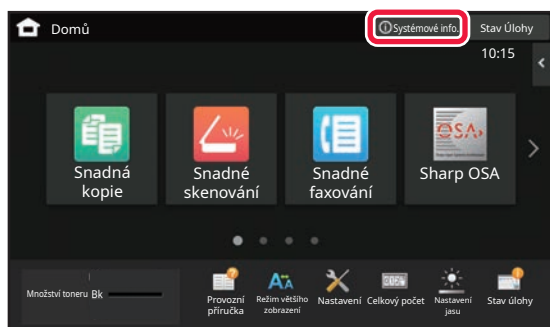 Domů
Systémové info.
Stav Úlohy
10:15
Snadná
kopie
Snadné
skenování
Snadné
faxování
OSA
Sharp OSA
Množství toneru Bk
Provozní
příručka
Režim většího
zobrazení
Nastavení
Celkový počet
Nastavení
jasu
Stav úlohy